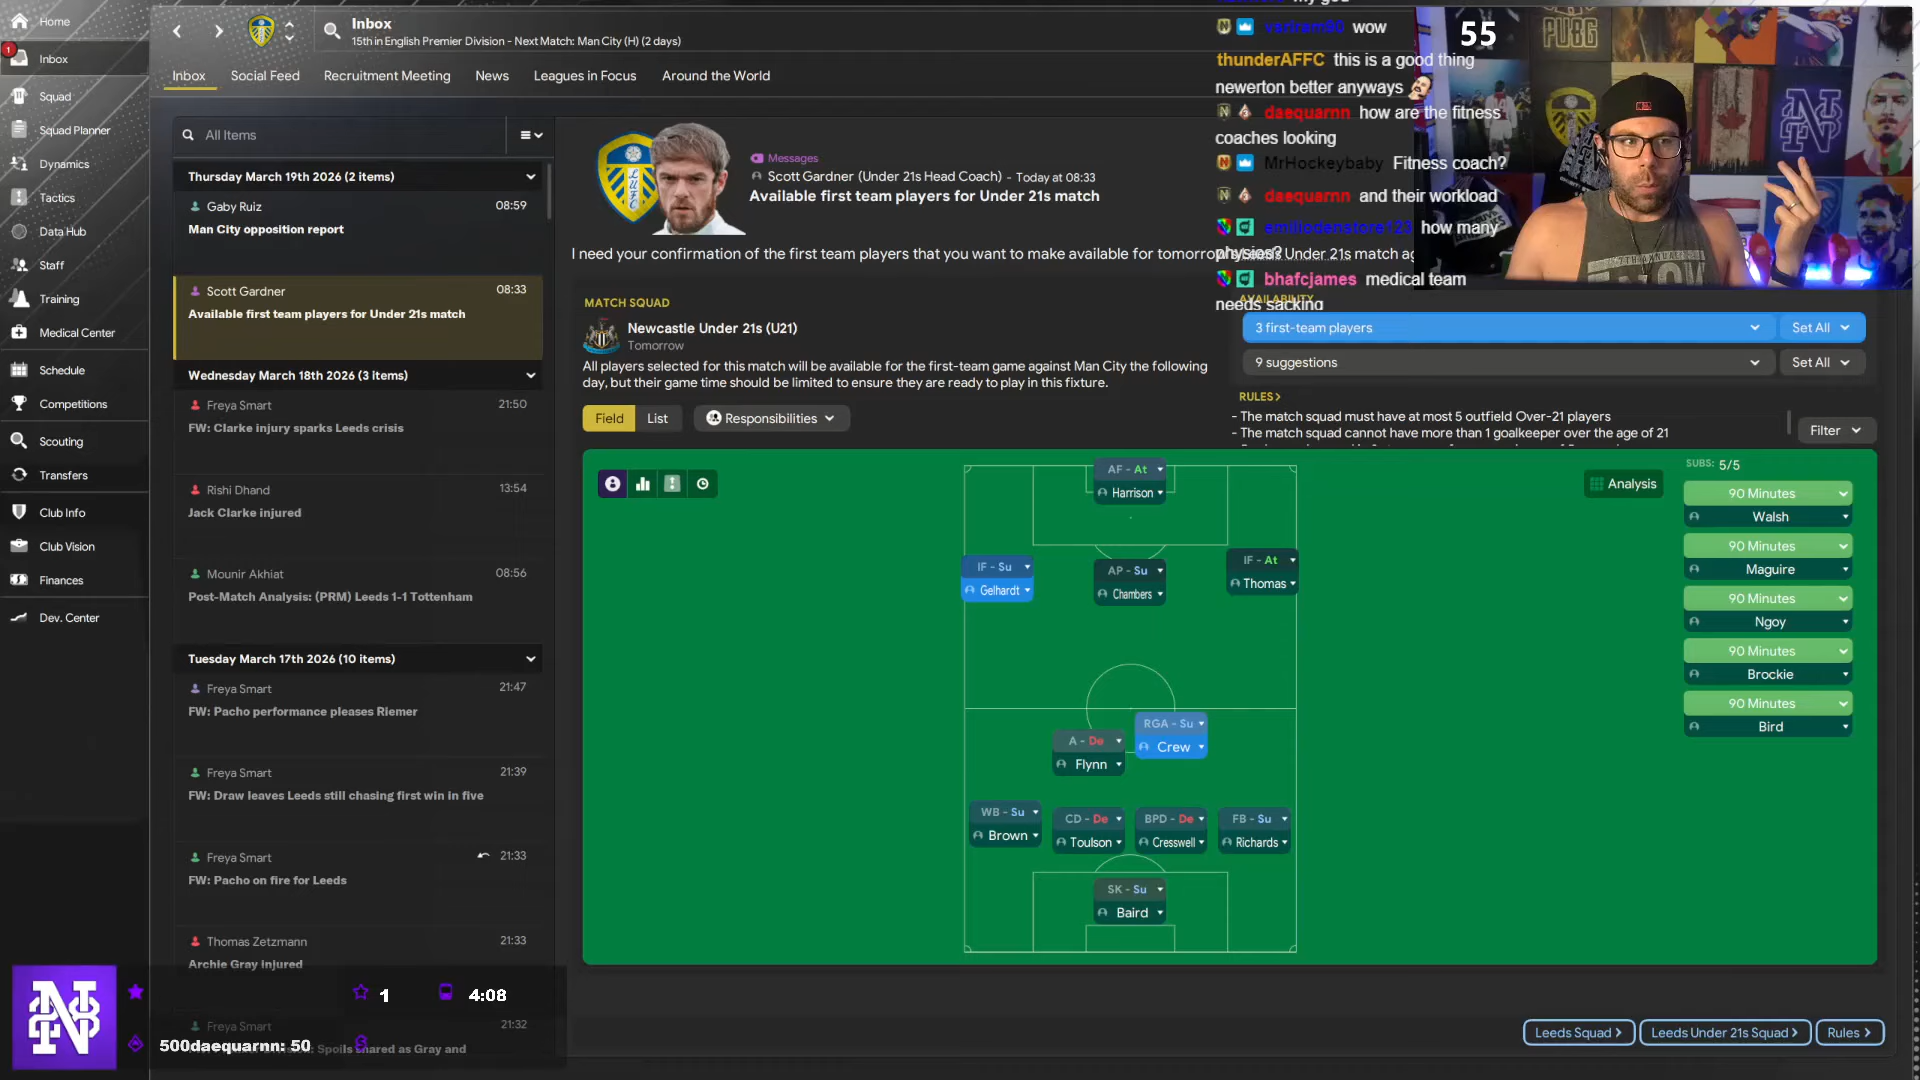 Home
1
Inbox
Squad
Squad Planner
Dynamics
Tactics
Data Hub
Staff
Training
Medical Center
Schedule
Competitions
Scouting
Transfers
Club Info
Club Vision
Finances
Dev. Center
Inbox
15th in English Premier Division - Next Match: Man City (H) (2 days)
Inbox
Social Feed
Recruitment Meeting
News
Leagues in Focus
Around the World
All Items
Thursday March 19th 2026 (2 items)
Gaby Ruiz 08:59
Man City opposition report
Scott Gardner 08:33
Available first team players for Under 21s match
Wednesday March 18th 2026 (3 items)
Freya Smart 21:50
FW: Clarke injury sparks Leeds crisis
Rishi Dhand 13:54
Jack Clarke injured
Mounir Akhiat 08:56
Post-Match Analysis: (PRM) Leeds 1-1 Tottenham
Tuesday March 17th 2026 (10 items)
Freya Smart 21:47
FW: Pacho performance pleases Riemer
Freya Smart 21:39
FW: Draw leaves Leeds still chasing first win in five
Freya Smart 21:33
FW: Pacho on fire for Leeds
Thomas Zetzmann 21:33
Archie Gray injured
Freya Smart 21:32
Spoils shared as Gray and
1 4:08
500daequarnn: 50
Messages
Scott Gardner (Under 21s Head Coach) - Today at 08:33
Available first team players for Under 21s match
I need your confirmation of the first team players that you want to make available for tomorrow's Leeds Under 21s match ag
MATCH SQUAD
Newcastle Under 21s (U21)
Tomorrow
All players selected for this match will be available for the first-team game against Man City the following
day, but their game time should be limited to ensure they are ready to play in this fixture.
Field
List
Responsibilities
AVAILABILITY
3 first-team players
Set All
9 suggestions
Set All
RULES>
- The match squad must have at most 5 outfield Over-21 players
- The match squad cannot have more than 1 goalkeeper over the age of 21
Filter
AF - At
Harrison
IF - Su
Gelhardt
AP - Su
Chambers
IF - At
Thomas
A - De
Flynn
RGA - Su
Crew
WB - Su
Brown
CD - De
Toulson
BPD - De
Cresswell
FB - Su
Richards
SK - Su
Baird
Analysis
SUBS: 5/5
90 Minutes
Walsh
90 Minutes
Maguire
90 Minutes
Ngoy
90 Minutes
Brockie
90 Minutes
Bird
Leeds Squad >
Leeds Under 21s Squad >
Rules >
my god
wow
thunderAFFC this is a good thing
newerton better anyways
daequarnn how are the fitness
coaches looking
MrHockeybaby Fitness coach?
daequarnn and their workload
emiliodenstore123 how many
physios?
bhafcjames medical team
needs sacking
55
PUBG